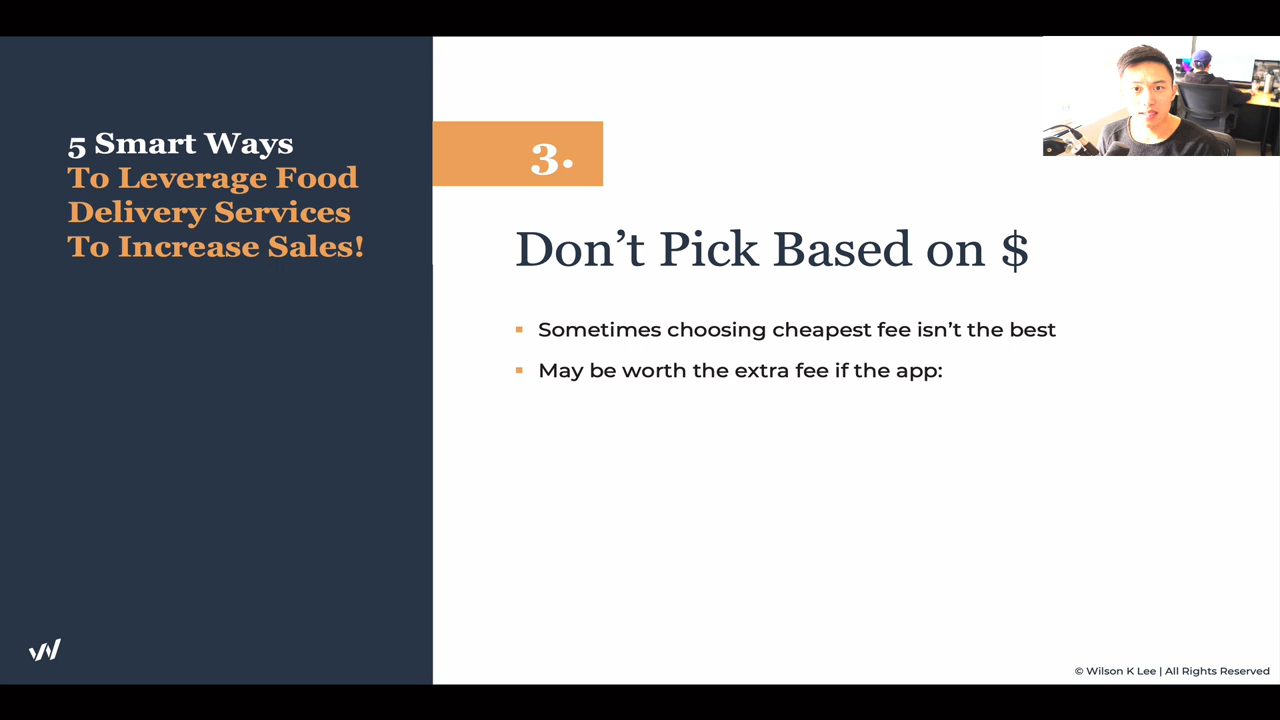 5 Smart Ways
To Leverage Food
Delivery Services
To Increase Sales!
3.
Don’t Pick Based on $
Sometimes choosing cheapest fee isn’t the best
May be worth the extra fee if the app:
© Wilson K Lee | All Rights Reserved